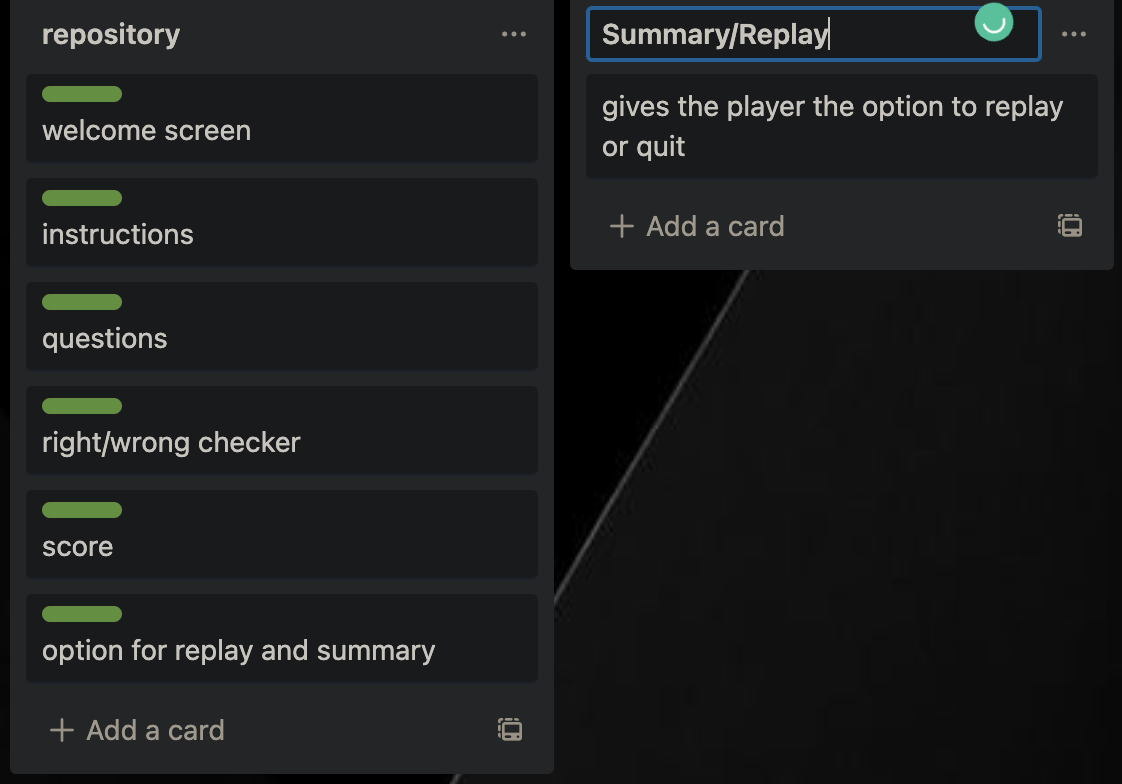 repository
welcome screen
instructions
questions
right/wrong checker
score
option for replay and summary
Add a card
Summary/Replay
gives the player the option to replay
or quit
Add a card